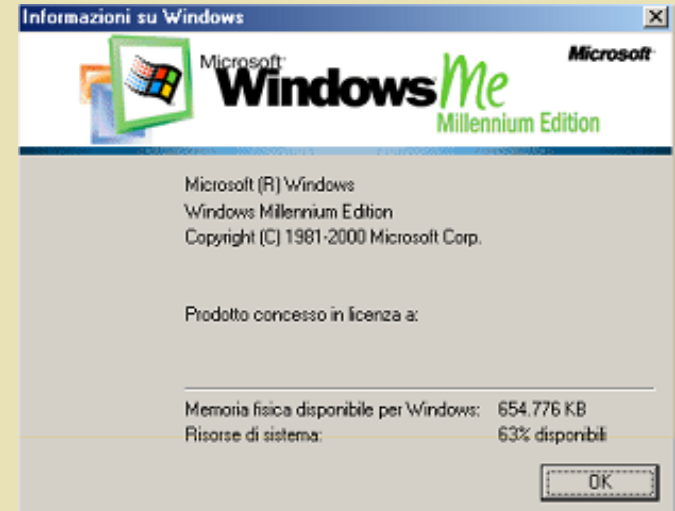 Informazioni su Windows
Microsoft
Microsoft
Windows Me
Millennium Edition
Microsoft (R) Windows
Windows Millennium Edition
Copyright (C) 1981-2000 Microsoft Corp.
Prodotto concesso in licenza a:
Memoria fisica disponibile per Windows: 654.776 KB
Risorse di sistema: 63% disponibili
OK